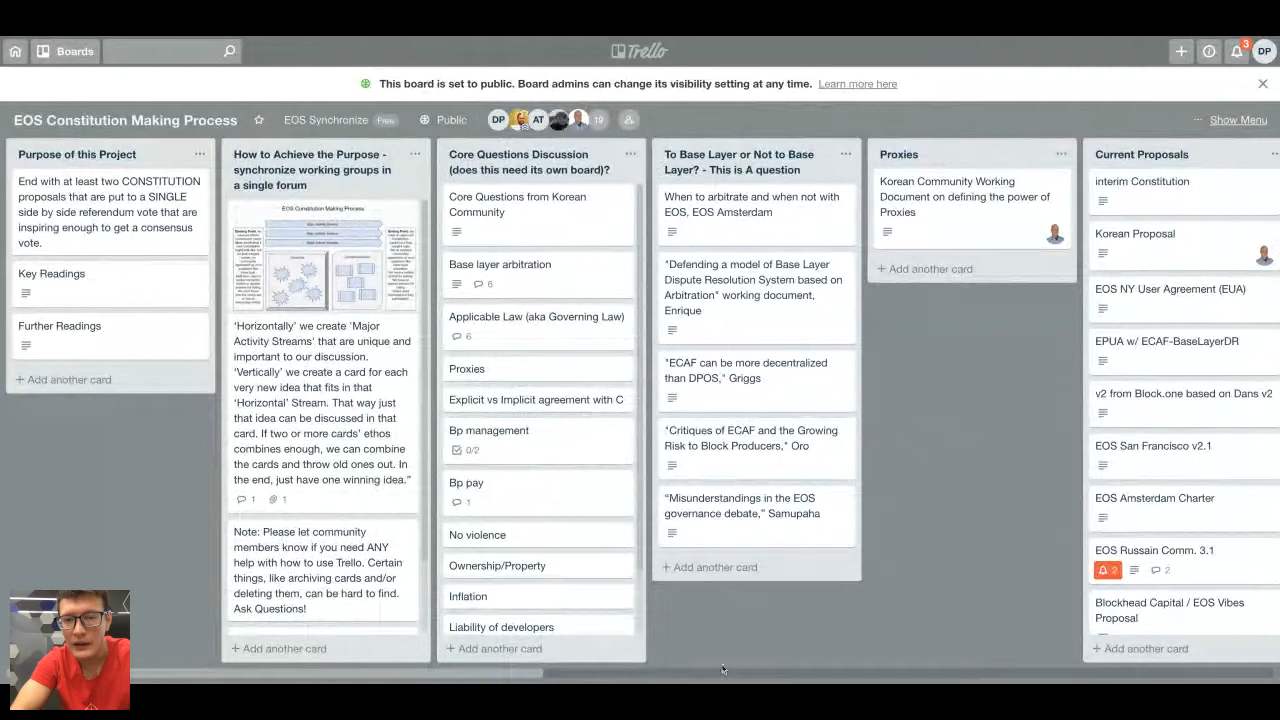 Boards
Trello
3
DP
This board is set to public. Board admins can change its visibility setting at any time. Learn more here
EOS Constitution Making Process
EOS Synchronize
Free
Public
DP
AT
19
Show Menu
Purpose of this Project
End with at least two CONSTITUTION
proposals that are put to a SINGLE
side by side referendum vote that are
inspiring enough to get a consensus
vote.
Key Readings
Further Readings
+ Add another card
How to Achieve the Purpose -
synchronize working groups in
a single forum
EOS Constitution Making Process
‘Horizontally’ we create 'Major
Activity Streams' that are unique and
important to our discussion.
‘Vertically’ we create a card for each
very new idea that fits in that
‘Horizontal’ Stream. That way just
that idea can be discussed in that
card. If two or more cards’ ethos
combines enough, we can combine
the cards and throw old ones out. In
the end, just have one winning idea.”
1
1
Note: Please let community
members know if you need ANY
help with how to use Trello. Certain
things, like archiving cards and/or
deleting them, can be hard to find.
Ask Questions!
+ Add another card
Core Questions Discussion
(does this need its own board)?
Core Questions from Korean
Community
Base layer arbitration
6
Applicable Law (aka Governing Law)
6
Proxies
Explicit vs Implicit agreement with C
Bp management
0/2
Bp pay
1
No violence
Ownership/Property
Inflation
Liability of developers
+ Add another card
To Base Layer or Not to Base
Layer? - This is A question
When to arbitrate and when not with
EOS, EOS Amsterdam
"Defending a model of Base Layer
Dispute Resolution System based on
Arbitration" working document,
Enrique
"ECAF can be more decentralized
than DPOS," Griggs
"Critiques of ECAF and the Growing
Risk to Block Producers," Oro
“Misunderstandings in the EOS
governance debate,” Samupaha
+ Add another card
Proxies
Korean Community Working
Document on defining the power of
Proxies
+ Add another card
Current Proposals
interim Constitution
Korean Proposal
EOS NY User Agreement (EUA)
EPUA w/ ECAF-BaseLayerDR
v2 from Block.one based on Dans v2
EOS San Francisco v2.1
EOS Amsterdam Charter
EOS Russain Comm. 3.1
2
2
Blockhead Capital / EOS Vibes
Proposal
+ Add another card